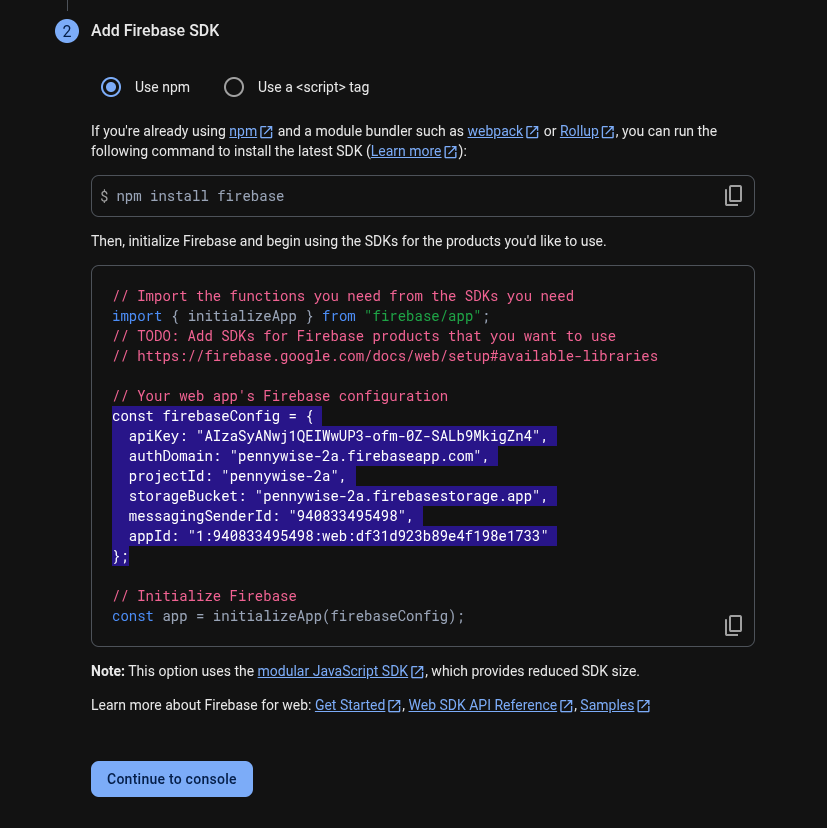 2 Add Firebase SDK
Use npm Use a <script> tag
If you're already using npm and a module bundler such as webpack or Rollup, you can run the
following command to install the latest SDK (Learn more):
$ npm install firebase
Then, initialize Firebase and begin using the SDKs for the products you'd like to use.
// Import the functions you need from the SDKs you need
import { initializeApp } from "firebase/app";
// TODO: Add SDKs for Firebase products that you want to use
// https://firebase.google.com/docs/web/setup#available-libraries
// Your web app's Firebase configuration
const firebaseConfig = {
  apiKey: "AIzaSyANwj1QEIWwUP3-ofm-0Z-SALb9MkigZn4",
  authDomain: "pennywise-2a.firebaseapp.com",
  projectId: "pennywise-2a",
  storageBucket: "pennywise-2a.firebasestorage.app",
  messagingSenderId: "940833495498",
  appId: "1:940833495498:web:df31d923b89e4f198e1733"
};
// Initialize Firebase
const app = initializeApp(firebaseConfig);
Note: This option uses the modular JavaScript SDK, which provides reduced SDK size.
Learn more about Firebase for web: Get Started, Web SDK API Reference, Samples
Continue to console